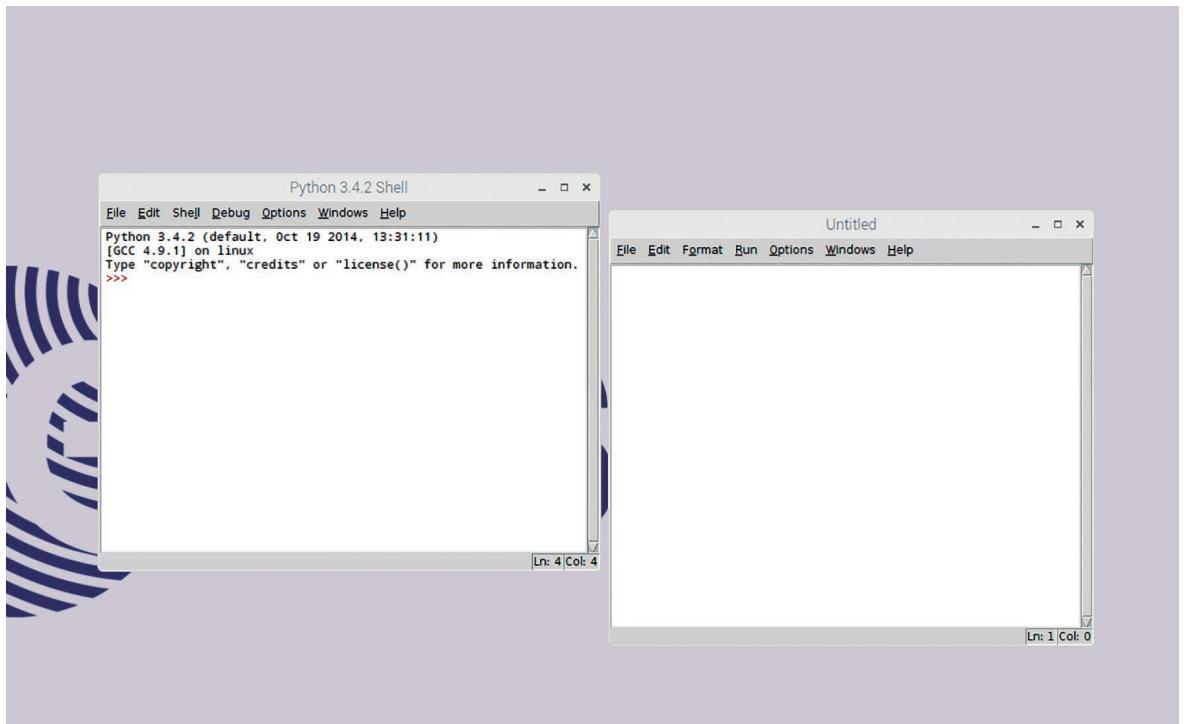 Python 3.4.2 Shell
File Edit Shell Debug Options Windows Help
Python 3.4.2 (default, Oct 19 2014, 13:31:11)
[GCC 4.9.1] on linux
Type "copyright", "credits" or "license()" for more information.
>>>
Ln: 4 Col: 4
Untitled
File Edit Format Run Options Windows Help
Ln: 1 Col: 0